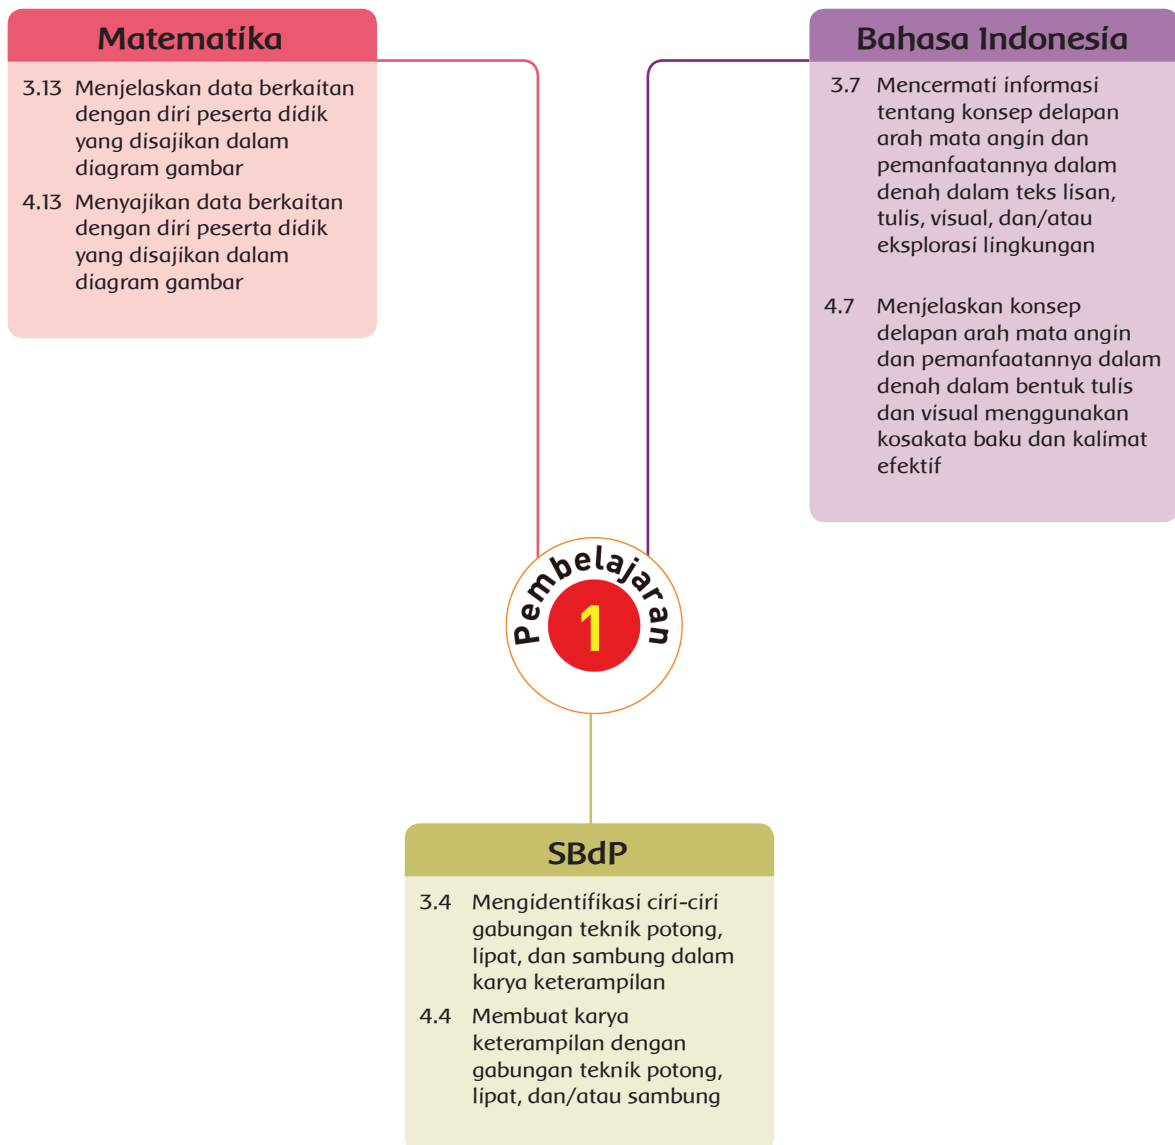 Matematika
3.13 Menjelaskan data berkaitan
dengan diri peserta didik
yang disajikan dalam
diagram gambar
4.13 Menyajikan data berkaitan
dengan diri peserta didik
yang disajikan dalam
diagram gambar
Bahasa Indonesia
3.7 Mencermati informasi
tentang konsep delapan
arah mata angin dan
pemanfaatannya dalam
denah dalam teks lisan,
tulis, visual, dan/atau
eksplorasi lingkungan
4.7 Menjelaskan konsep
delapan arah mata angin
dan pemanfaatannya dalam
denah dalam bentuk tulis
dan visual menggunakan
kosakata baku dan kalimat
efektif
Pembelajaran
1
SBdP
3.4 Mengidentifikasi ciri-ciri
gabungan teknik potong,
lipat, dan sambung dalam
karya keterampilan
4.4 Membuat karya
keterampilan dengan
gabungan teknik potong,
lipat, dan/atau sambung